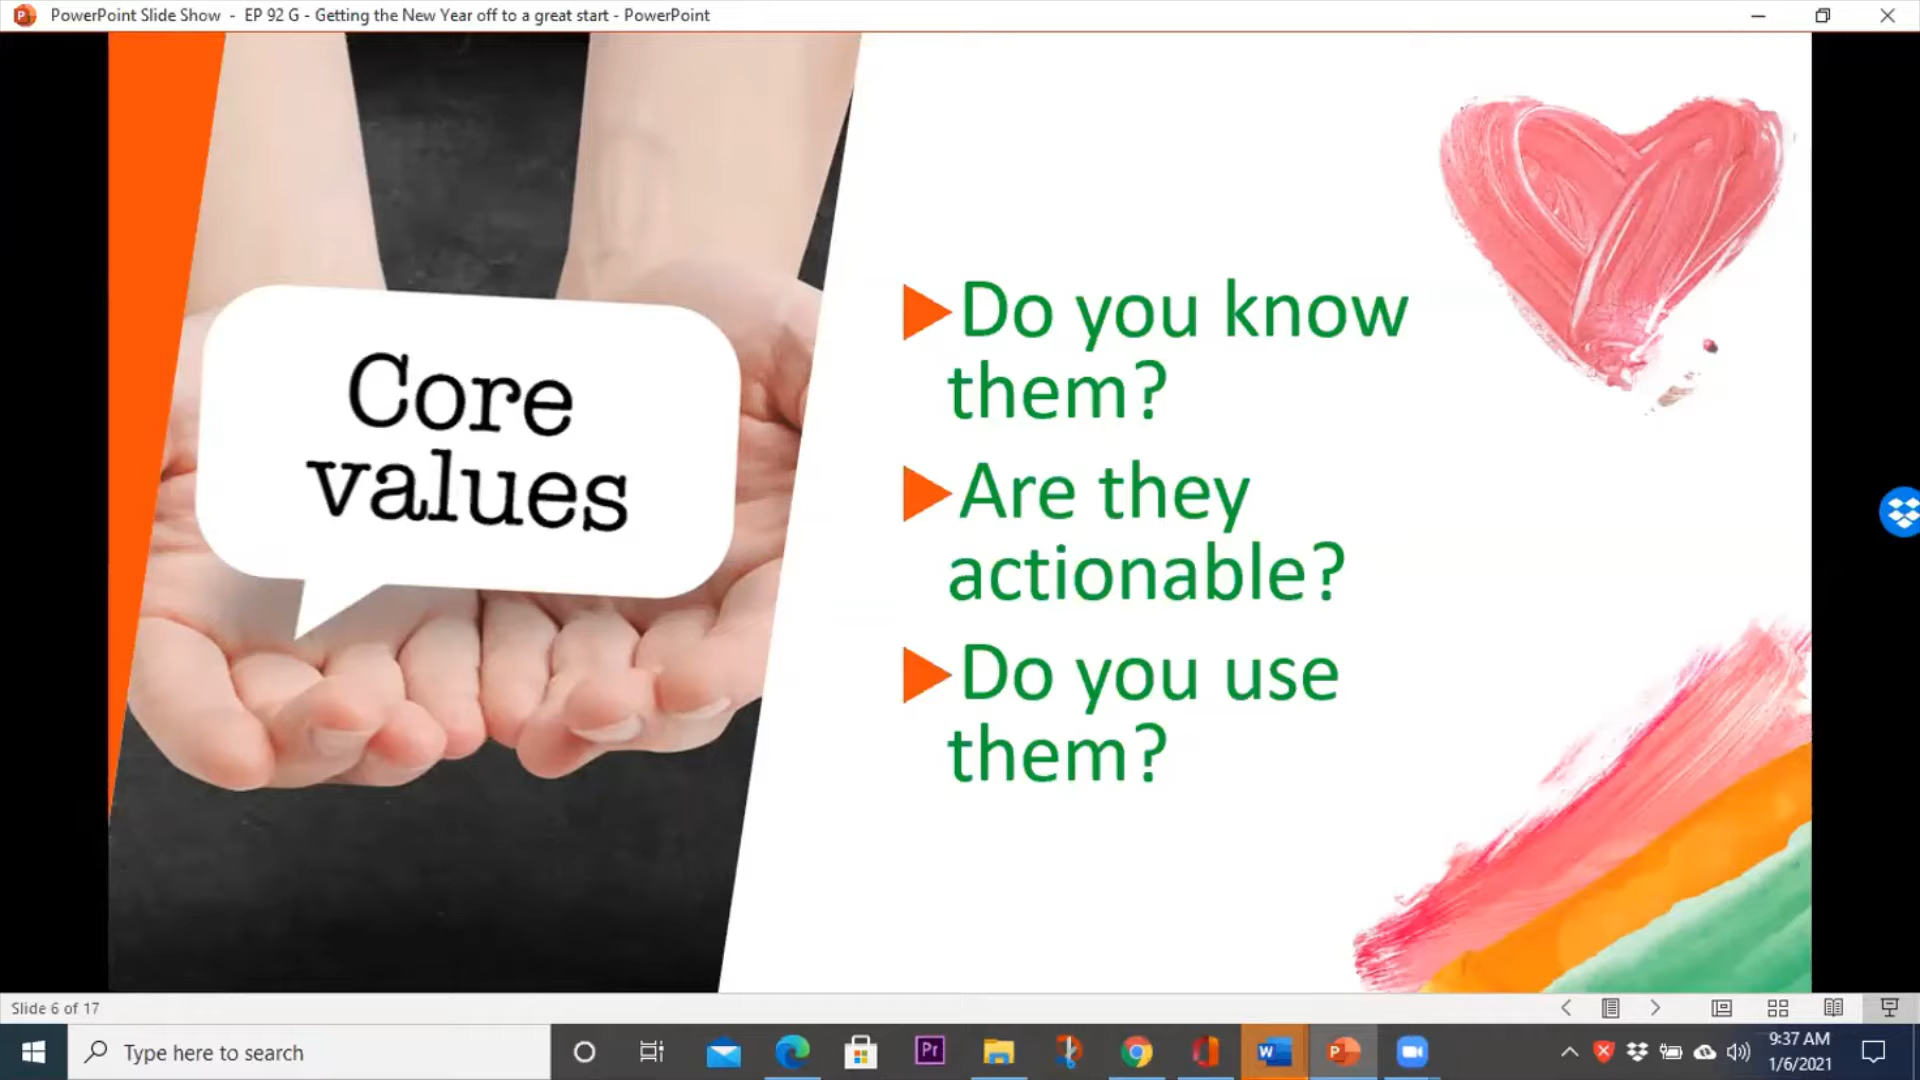 PowerPoint Slide Show - EP 92 G - Getting the New Year off to a great start - PowerPoint
Core
values
Do you know
them?
Are they
actionable?
Do you use
them?
Slide 6 of 17
Type here to search
Pr
9:37 AM
1/6/2021